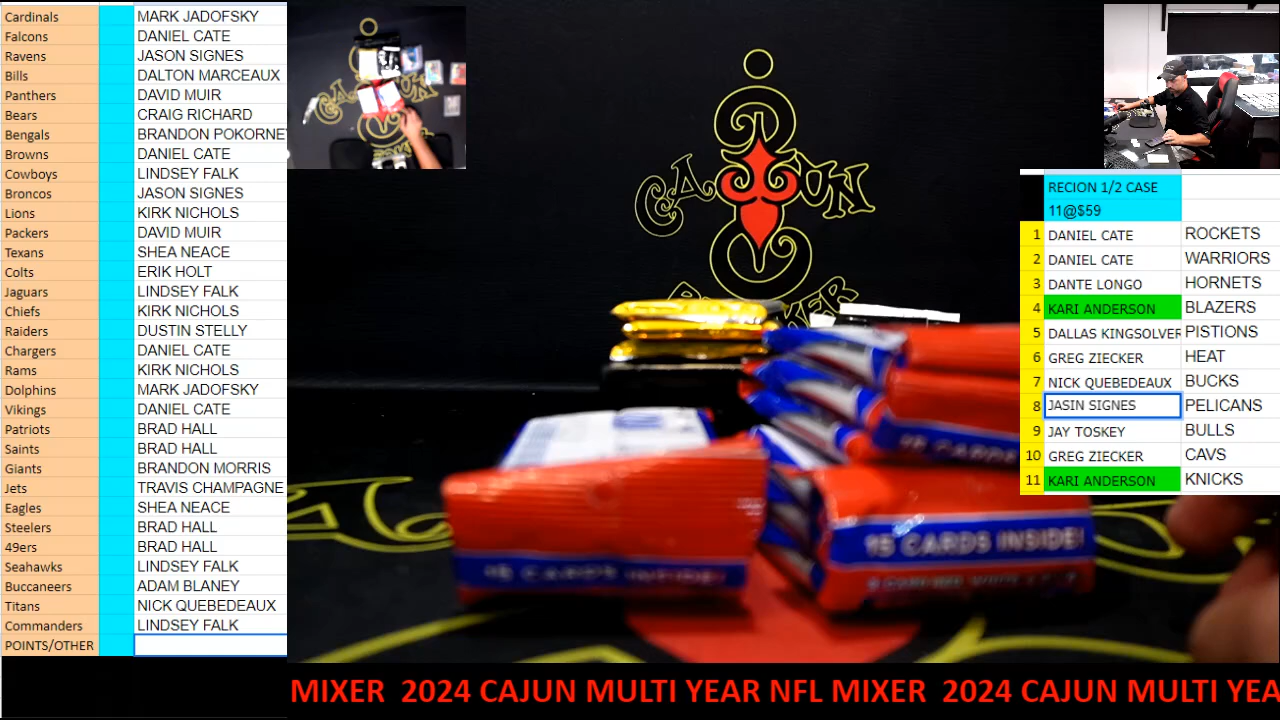 Cardinals MARK JADOFSKY
Falcons DANIEL CATE
Ravens JASON SIGNES
Bills DALTON MARCEAUX
Panthers DAVID MUIR
Bears CRAIG RICHARD
Bengals BRANDON POKORNE
Browns DANIEL CATE
Cowboys LINDSEY FALK
Broncos JASON SIGNES
Lions KIRK NICHOLS
Packers DAVID MUIR
Texans SHEA NEACE
Colts ERIK HOLT
Jaguars LINDSEY FALK
Chiefs KIRK NICHOLS
Raiders DUSTIN STELLY
Chargers DANIEL CATE
Rams KIRK NICHOLS
Dolphins MARK JADOFSKY
Vikings DANIEL CATE
Patriots BRAD HALL
Saints BRAD HALL
Giants BRANDON MORRIS
Jets TRAVIS CHAMPAGNE
Eagles SHEA NEACE
Steelers BRAD HALL
49ers BRAD HALL
Seahawks LINDSEY FALK
Buccaneers ADAM BLANEY
Titans NICK QUEBEDEAUX
Commanders LINDSEY FALK
POINTS/OTHER
CAJUN
RECION 1/2 CASE
11@$59
1 DANIEL CATE ROCKETS
2 DANIEL CATE WARRIORS
3 DANTE LONGO HORNETS
4 KARI ANDERSON BLAZERS
5 DALLAS KINGSOLVER PISTIONS
6 GREG ZIECKER HEAT
7 NICK QUEBEDEAUX BUCKS
8 JASIN SIGNES PELICANS
9 JAY TOSKEY BULLS
10 GREG ZIECKER CAVS
11 KARI ANDERSON KNICKS
15 CARDS INSIDE!
15 CARDS INSIDE!
MIXER 2024 CAJUN MULTI YEAR NFL MIXER 2024 CAJUN MULTI YEA